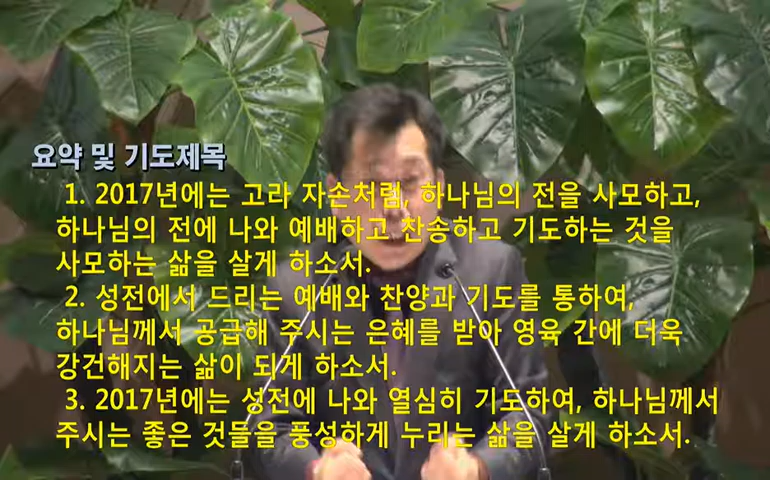 요약 및 기도제목
1. 2017년에는 고라 자손처럼, 하나님의 전을 사모하고,
하나님의 전에 나와 예배하고 찬송하고 기도하는 것을
사모하는 삶을 살게 하소서.
2. 성전에서 드리는 예배와 찬양과 기도를 통하여,
하나님께서 공급해 주시는 은혜를 받아 영육 간에 더욱
강건해지는 삶이 되게 하소서.
3. 2017년에는 성전에 나와 열심히 기도하여, 하나님께서
주시는 좋은 것들을 풍성하게 누리는 삶을 살게 하소서.